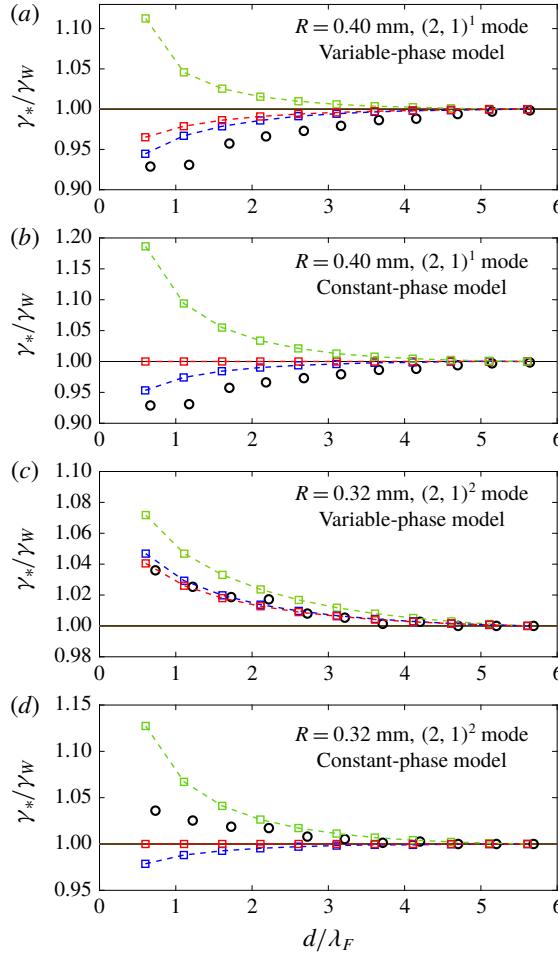 (a)
1.10
1.05
1.00
0.95
0.90
γ*/γW
R = 0.40 mm, (2, 1)¹ mode
Variable-phase model
0 1 2 3 4 5 6
(b)
1.20
1.15
1.10
1.05
1.00
0.95
0.90
γ*/γW
R = 0.40 mm, (2, 1)¹ mode
Constant-phase model
0 1 2 3 4 5 6
(c)
1.10
1.08
1.06
1.04
1.02
1.00
0.98
γ*/γW
R = 0.32 mm, (2, 1)² mode
Variable-phase model
0 1 2 3 4 5 6
(d)
1.15
1.10
1.05
1.00
0.95
γ*/γW
R = 0.32 mm, (2, 1)² mode
Constant-phase model
0 1 2 3 4 5 6
d/λF